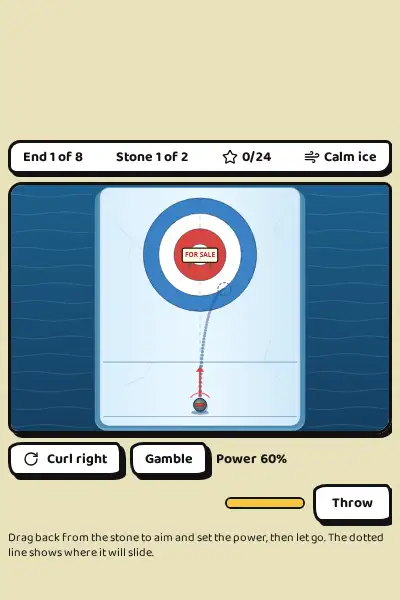 End 1 of 8
Stone 1 of 2
0/24
Calm ice
FOR SALE
Curl right
Gamble
Power 60%
Throw
Drag back from the stone to aim and set the power, then let go. The dotted
line shows where it will slide.